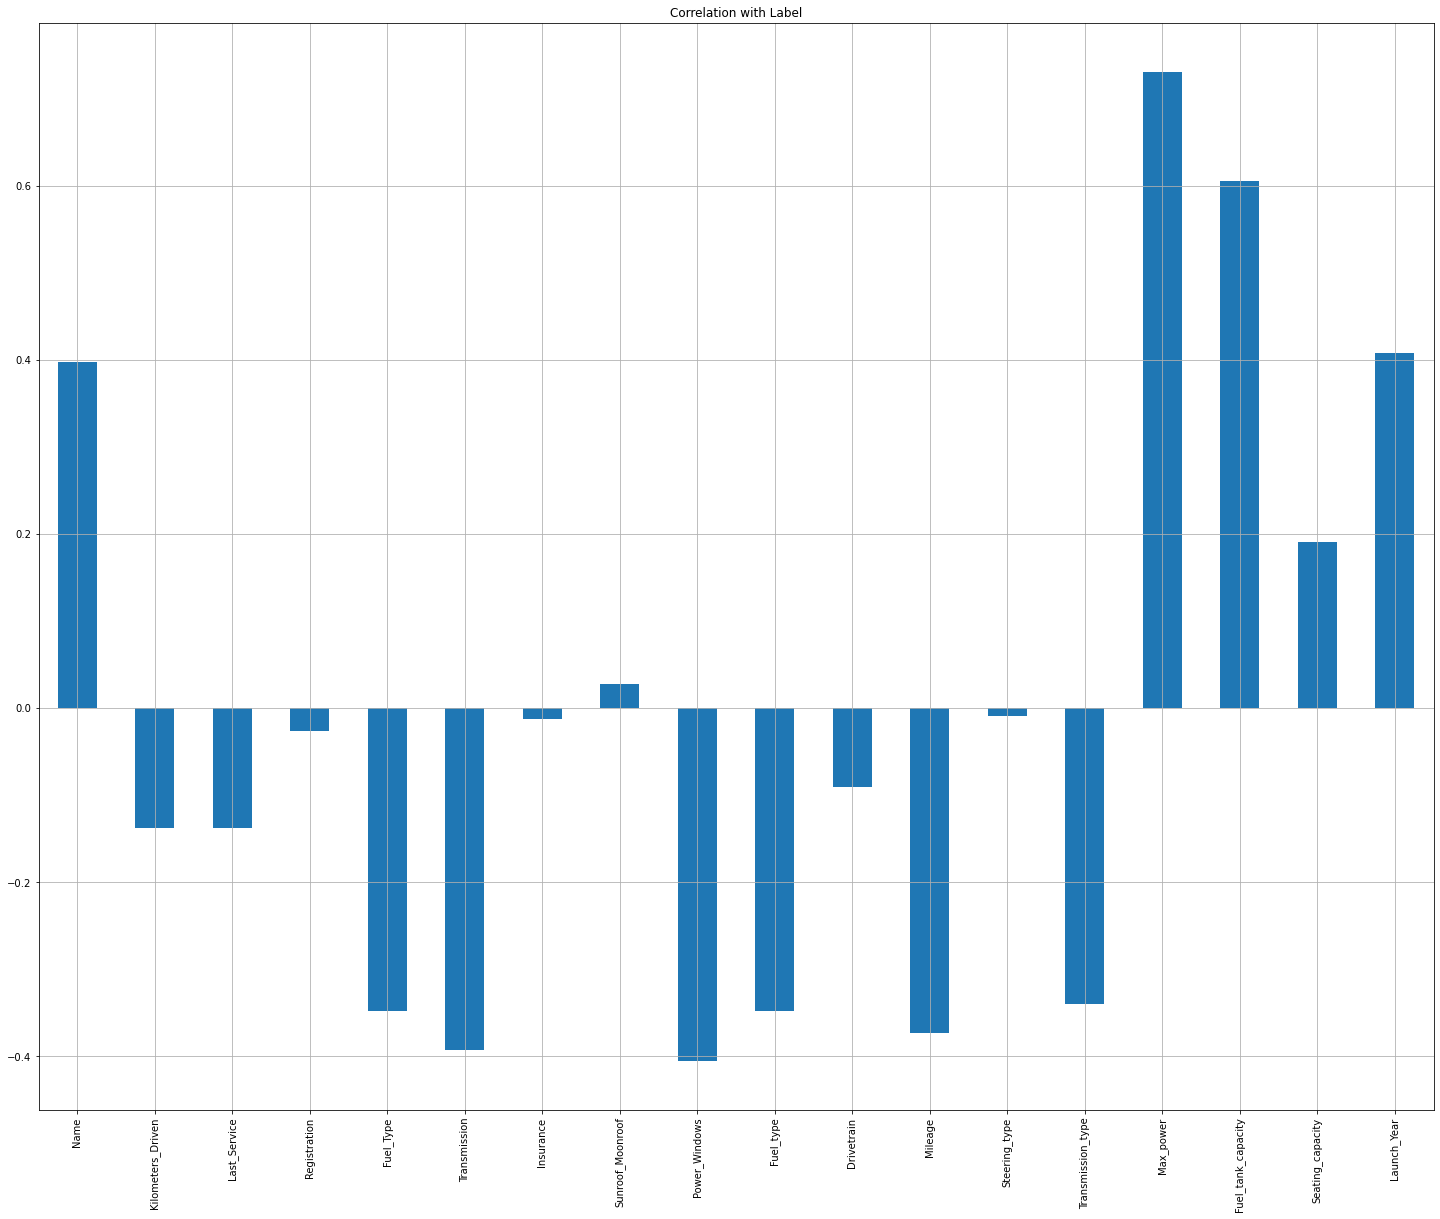 Correlation with Label
0.6
0.4
0.2
0.0
−0.2
−0.4
Name
Kilometers_Driven
Last_Service
Registration
Fuel_Type
Transmission
Insurance
Sunroof_Moonroof
Power_Windows
Fuel_type
Drivetrain
Mileage
Steering_type
Transmission_type
Max_power
Fuel_tank_capacity
Seating_capacity
Launch_Year